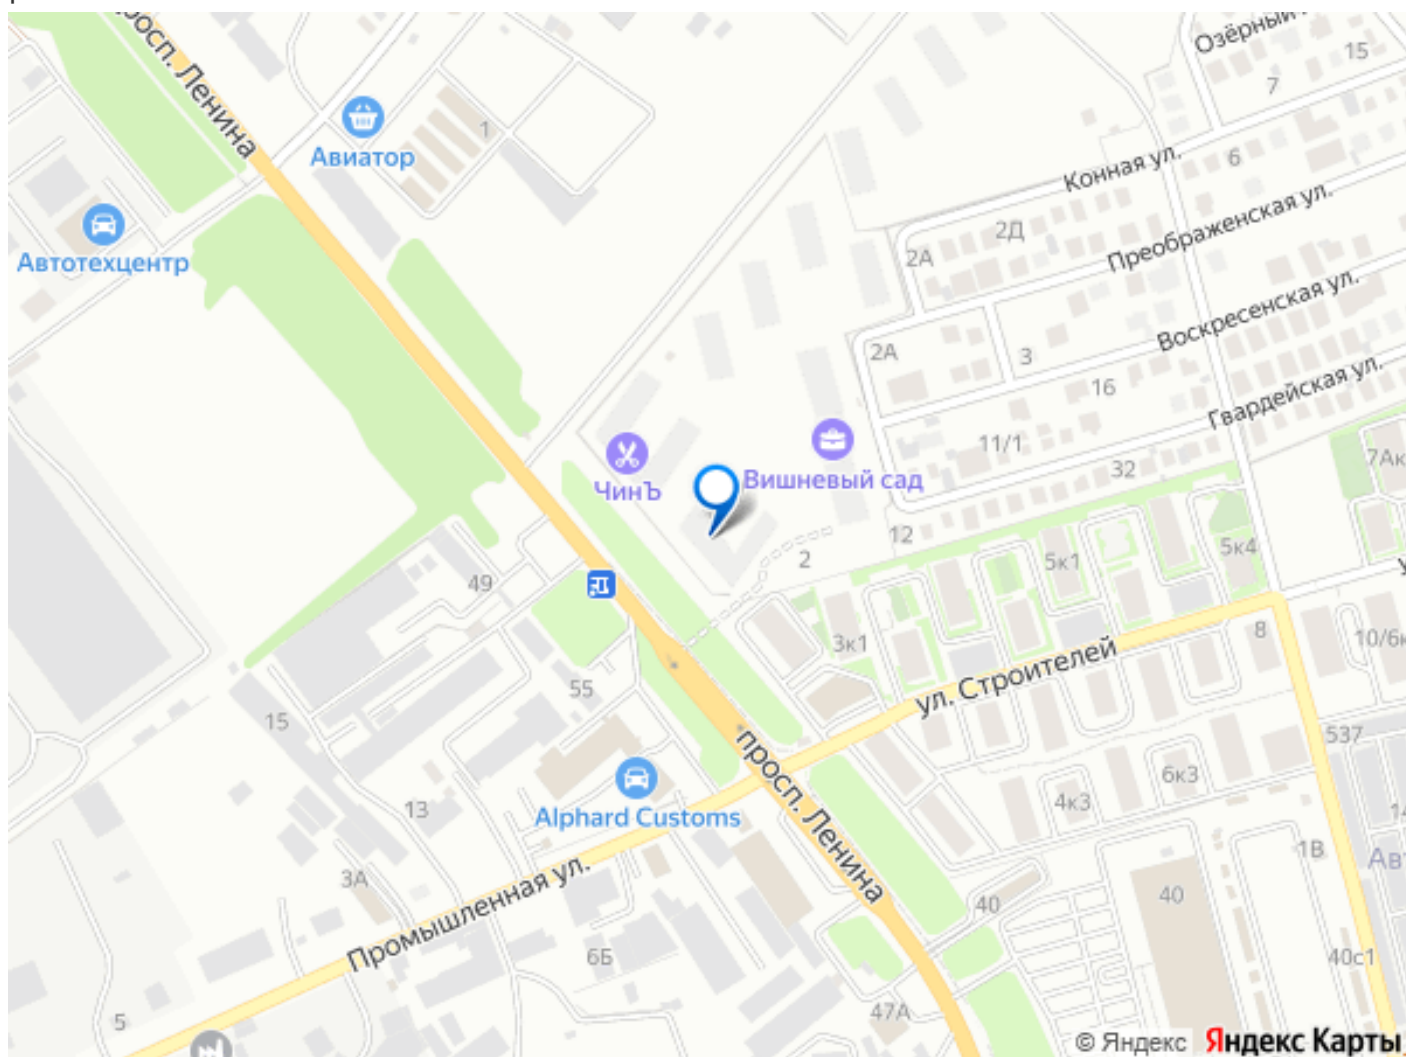 просп. Ленина
Озёрный
15
7
Авиатор
1
Конная ул.
6
Автотехцентр
2Д
2А
Преображенская ул.
Воскресенская ул.
2А
3
16
Гвардейская ул.
11/1
ЧинЪ
Вишневый сад
32
7Ак
12
2
5к1
5к4
49
3к1
8
10/6к
55
ул. Строителей
15
537
просп. Ленина
6к3
4к3
13
Alphard Customs
1В
3А
Промышленная ул.
40
40
6Б
40с1
47А
5
© Яндекс
Яндекс Карты